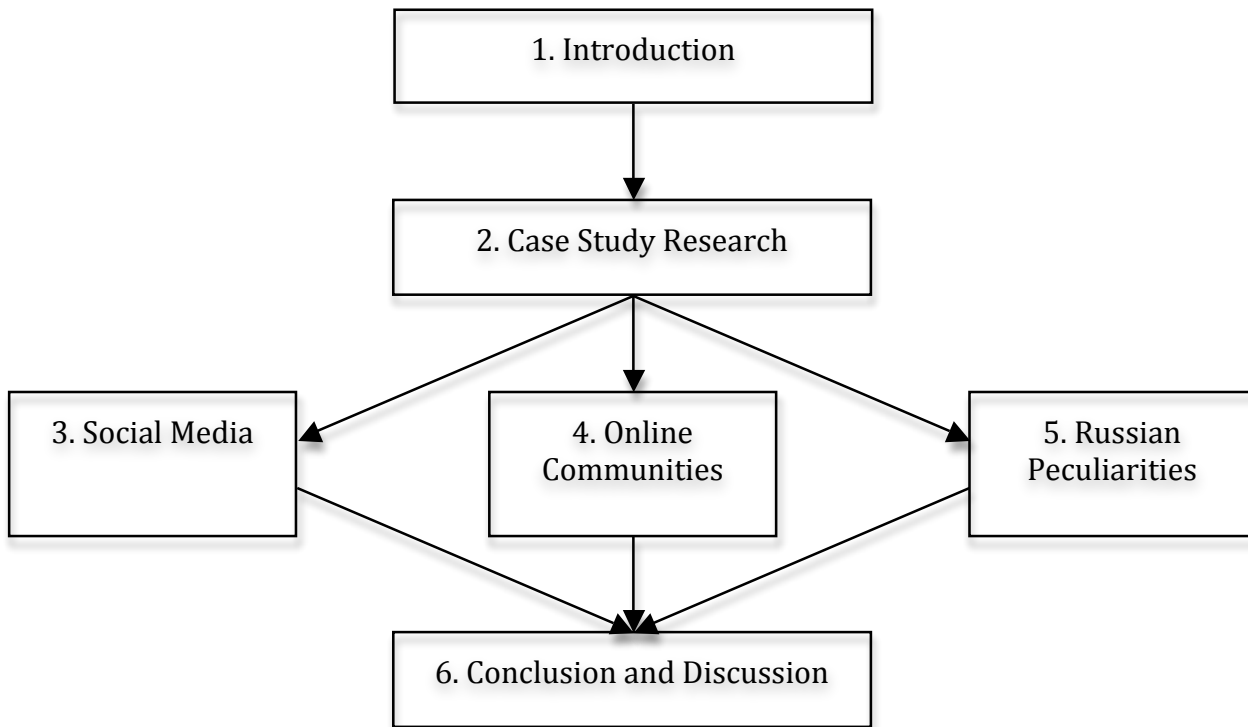 1. Introduction
2. Case Study Research
3. Social Media
4. Online
Communities
5. Russian
Peculiarities
6. Conclusion and Discussion